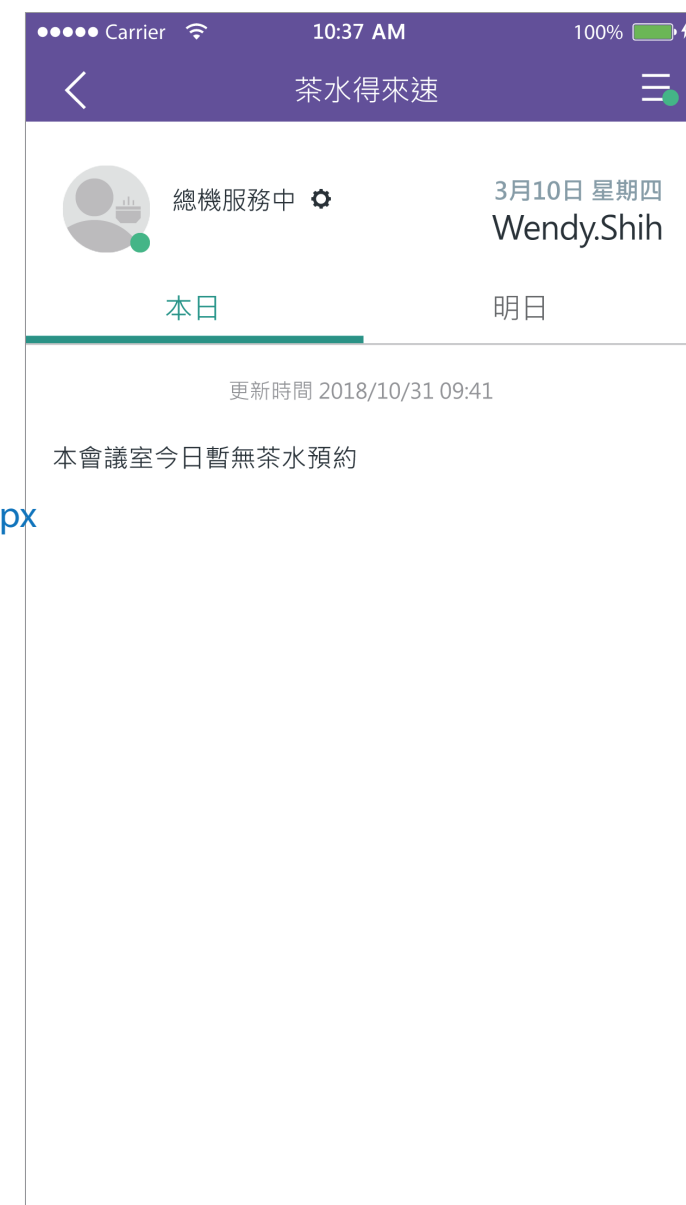 Carrier 10:37 AM 100%
茶水得來速
總機服務中
3月10日 星期四
Wendy.Shih
本日 明日
更新時間 2018/10/31 09:41
本會議室今日暫無茶水預約
px